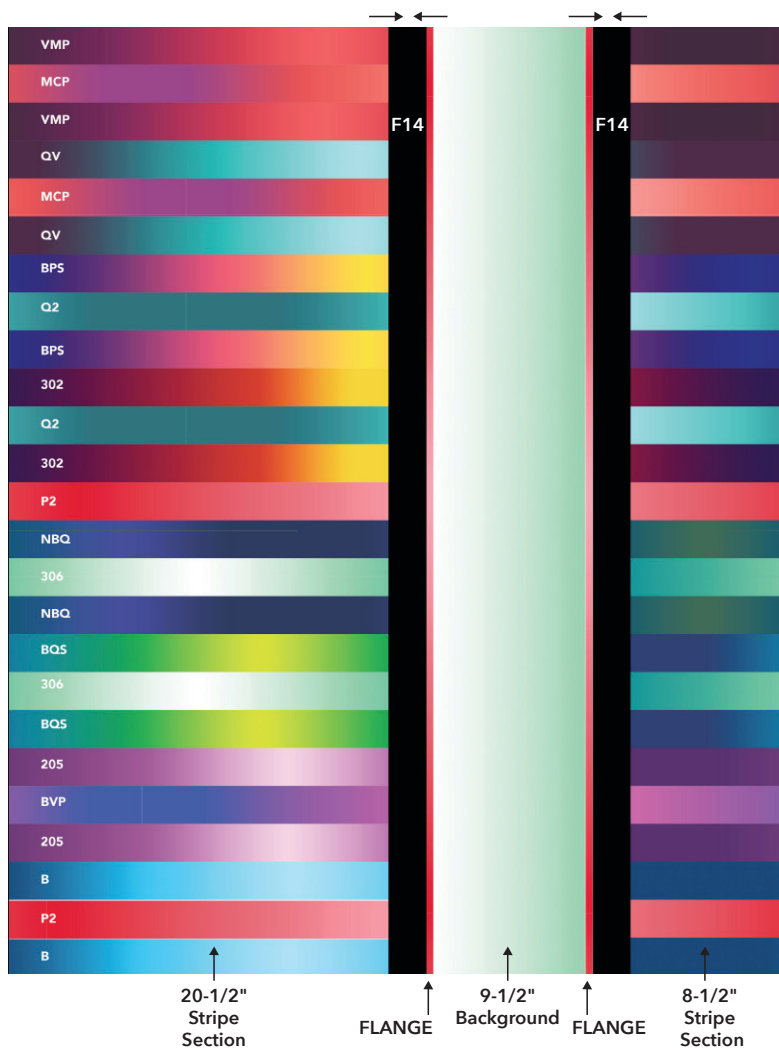 VMP
MCP
VMP
F14
F14
QV
MCP
QV
BPS
Q2
BPS
302
Q2
302
P2
NBQ
306
NBQ
BQS
306
BQS
205
BVP
205
B
P2
B
20-1/2"
Stripe
Section
FLANGE
9-1/2"
Background
FLANGE
8-1/2"
Stripe
Section